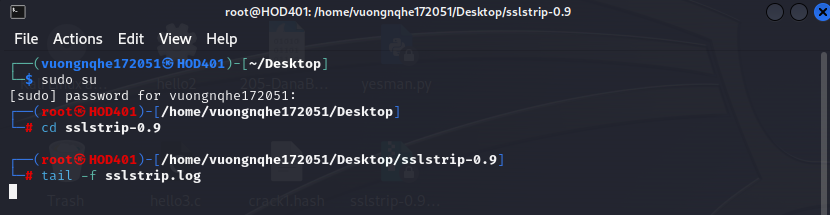 root@HOD401: /home/vuongnqhe172051/Desktop/sslstrip-0.9
File Actions Edit View Help
┌──(vuongnqhe172051㉿HOD401)-[~/Desktop]
└─$ sudo su
[sudo] password for vuongnqhe172051:
┌──(root㉿HOD401)-[/home/vuongnqhe172051/Desktop]
└─# cd sslstrip-0.9
┌──(root㉿HOD401)-[/home/vuongnqhe172051/Desktop/sslstrip-0.9]
└─# tail -f sslstrip.log
yesman.py
Trash hello3.c crack1.hash sslstrip-0.9...